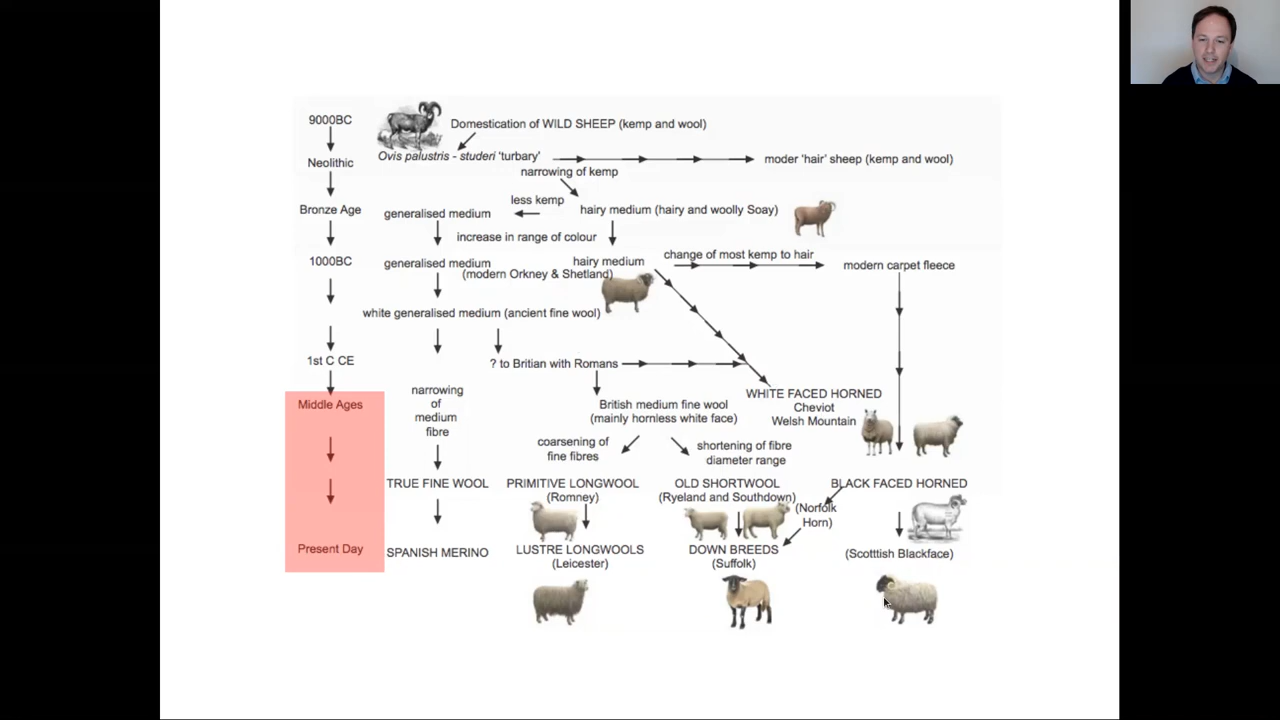 9000BC
Domestication of WILD SHEEP (kemp and wool)
Neolithic
Ovis palustris - studeri 'turbary'
moder 'hair' sheep (kemp and wool)
narrowing of kemp
less kemp
Bronze Age
generalised medium
hairy medium (hairy and woolly Soay)
increase in range of colour
1000BC
generalised medium
(modern Orkney & Shetland)
hairy medium
change of most kemp to hair
modern carpet fleece
white generalised medium (ancient fine wool)
1st C CE
? to Britian with Romans
Middle Ages
narrowing
of
medium
fibre
British medium fine wool
(mainly hornless white face)
WHITE FACED HORNED
Cheviot
Welsh Mountain
coarsening of
fine fibres
shortening of fibre
diameter range
TRUE FINE WOOL
PRIMITIVE LONGWOOL
(Romney)
OLD SHORTWOOL
(Ryeland and Southdown)
BLACK FACED HORNED
(Norfolk
Horn)
Present Day
SPANISH MERINO
LUSTRE LONGWOOLS
(Leicester)
DOWN BREEDS
(Suffolk)
(Scotttish Blackface)